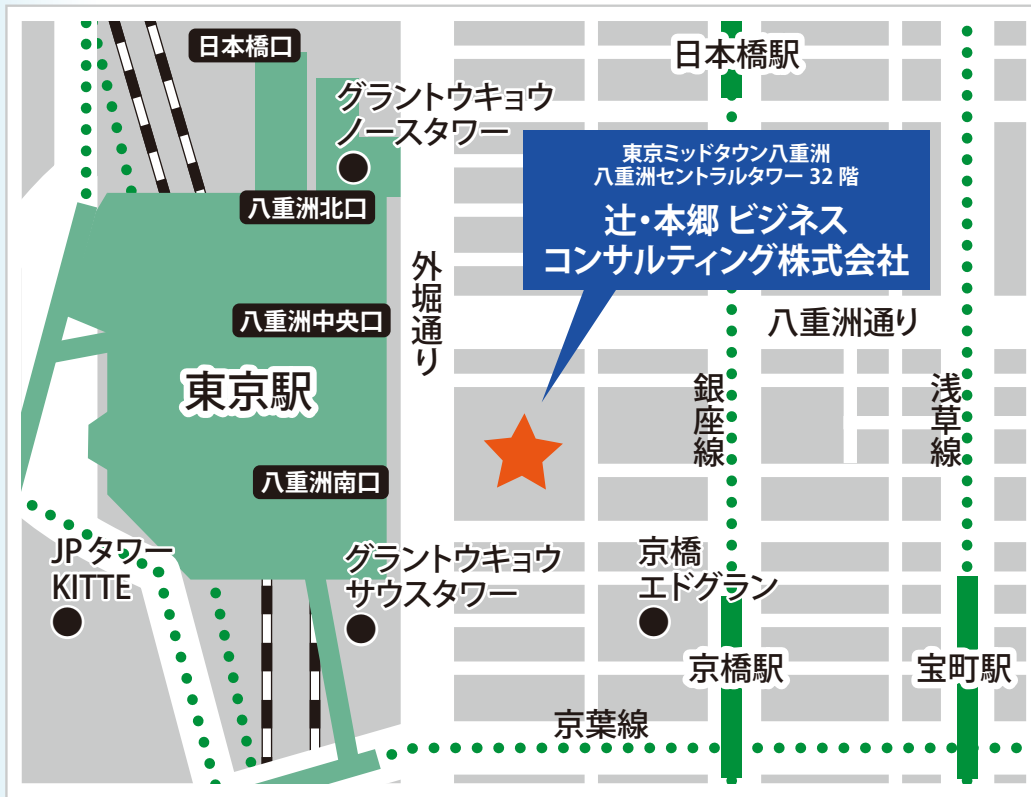 日本橋口
日本橋駅
グラントウキョウ
ノースタワー
東京ミッドタウン八重洲
八重洲セントラルタワー 32 階
辻・本郷 ビジネス
コンサルティング株式会社
八重洲北口
外堀通り
八重洲中央口
八重洲通り
東京駅
銀座線
浅草線
八重洲南口
JPタワー
KITTE
グラントウキョウ
サウスタワー
京橋
エドグラン
京橋駅
宝町駅
京葉線